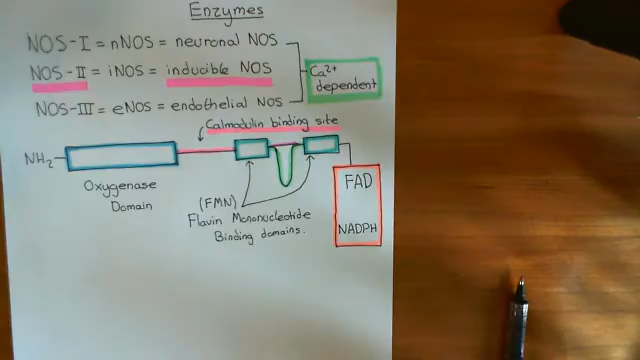 Enzymes
NOS-I = nNOS = neuronal NOS
NOS-II = iNOS = inducible NOS
Ca2+
dependent
NOS-III = eNOS = endothelial NOS
Calmodulin binding site
NH2
Oxygenase
Domain
(FMN)
Flavin Mononucleotide
Binding domains.
FAD
NADPH